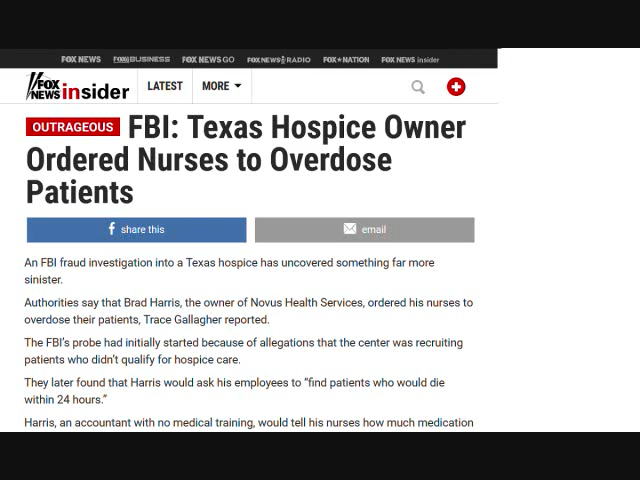 FOX NEWS FOX BUSINESS FOX NEWS GO FOX NEWS RADIO FOX NATION FOX NEWS insider
FOX NEWS insider LATEST MORE
OUTRAGEOUS FBI: Texas Hospice Owner
Ordered Nurses to Overdose
Patients
share this email
An FBI fraud investigation into a Texas hospice has uncovered something far more
sinister.
Authorities say that Brad Harris, the owner of Novus Health Services, ordered his nurses to
overdose their patients, Trace Gallagher reported.
The FBI's probe had initially started because of allegations that the center was recruiting
patients who didn't qualify for hospice care.
They later found that Harris would ask his employees to “find patients who would die
within 24 hours.”
Harris, an accountant with no medical training, would tell his nurses how much medication